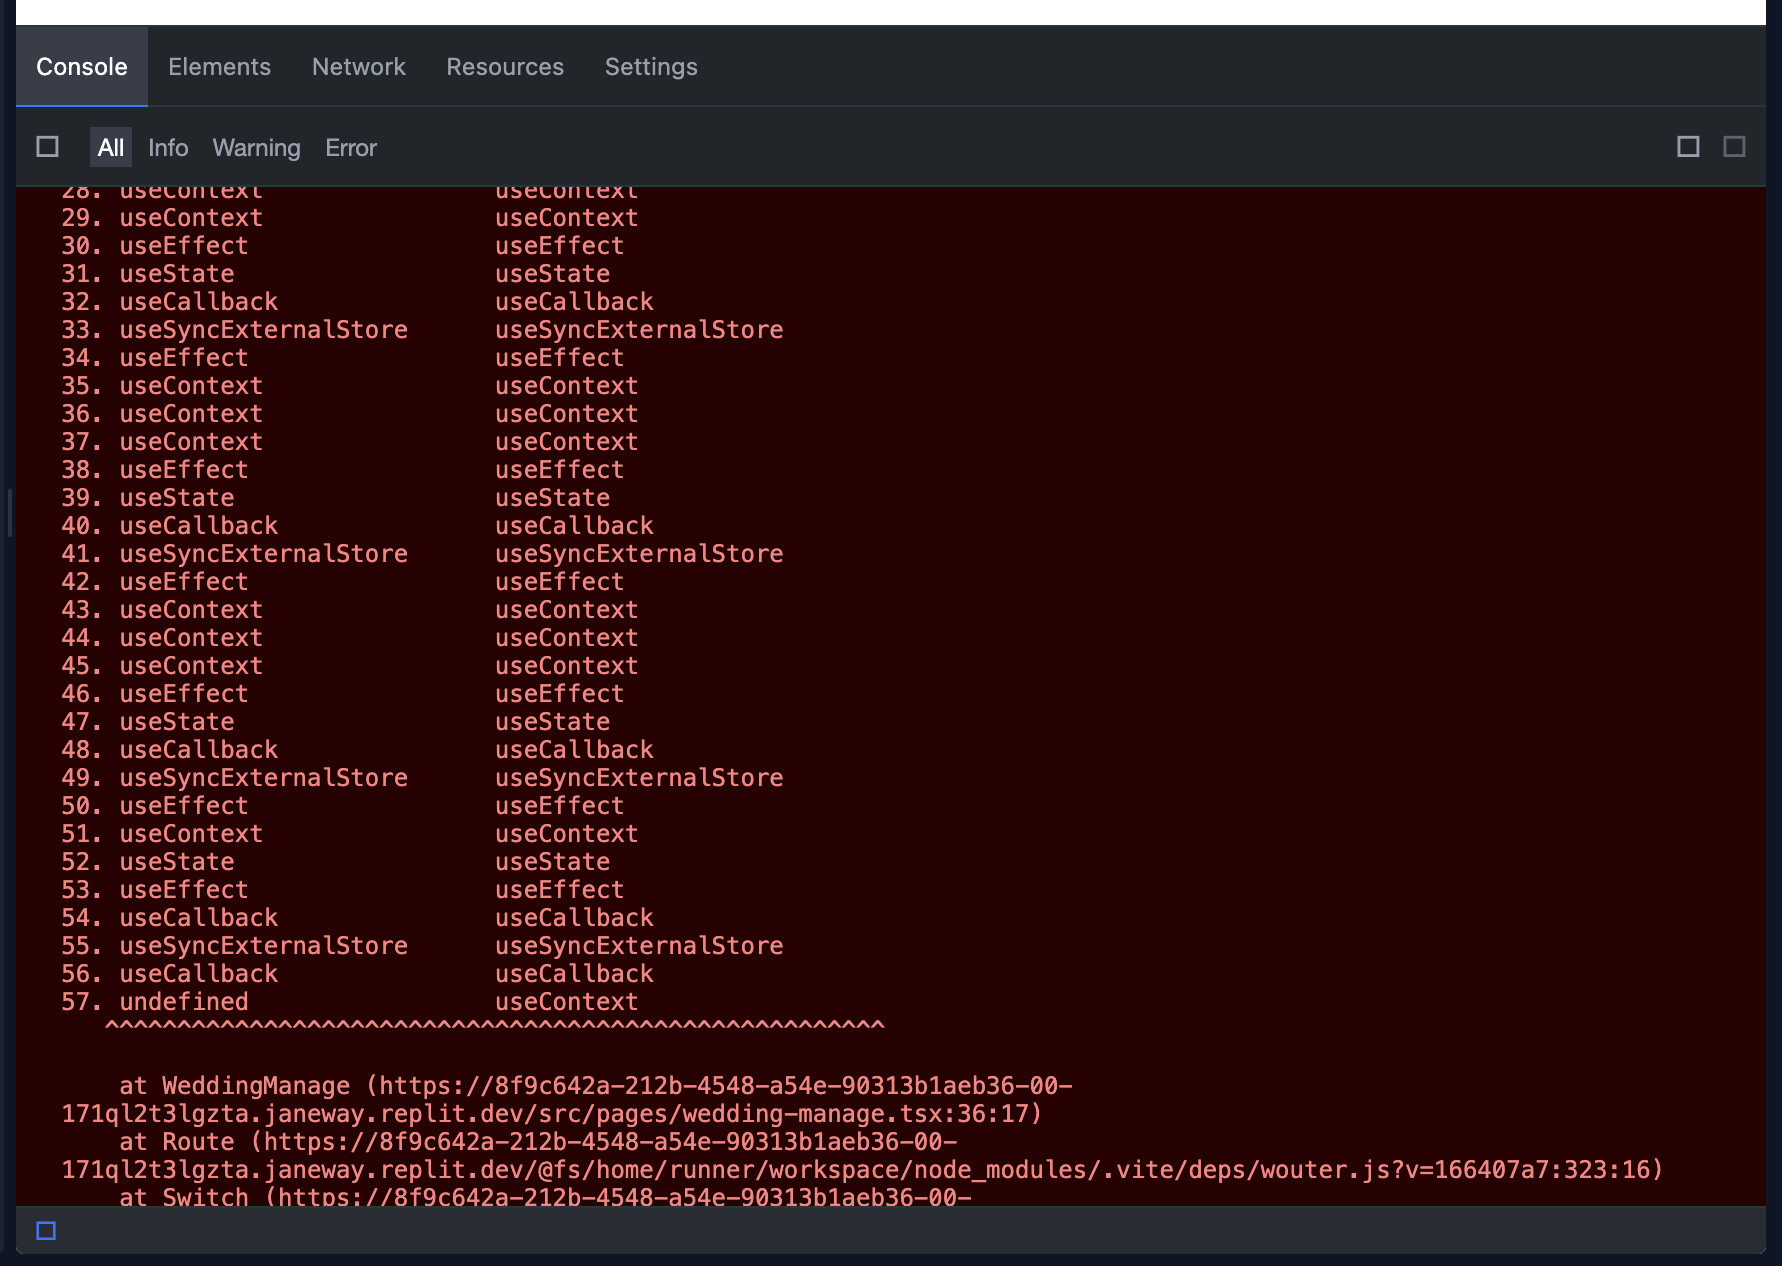 Console Elements Network Resources Settings
All Info Warning Error
28. useContext useContext
29. useContext useContext
30. useEffect useEffect
31. useState useState
32. useCallback useCallback
33. useSyncExternalStore useSyncExternalStore
34. useEffect useEffect
35. useContext useContext
36. useContext useContext
37. useContext useContext
38. useEffect useEffect
39. useState useState
40. useCallback useCallback
41. useSyncExternalStore useSyncExternalStore
42. useEffect useEffect
43. useContext useContext
44. useContext useContext
45. useContext useContext
46. useEffect useEffect
47. useState useState
48. useCallback useCallback
49. useSyncExternalStore useSyncExternalStore
50. useEffect useEffect
51. useContext useContext
52. useState useState
53. useEffect useEffect
54. useCallback useCallback
55. useSyncExternalStore useSyncExternalStore
56. useCallback useCallback
57. undefined useContext
^^^^^^^^^^^^^^^^^^^^^^^^^^^^^^^^^^^^^^^^^^^^^^^^^^^^^^
at WeddingManage (https://8f9c642a-212b-4548-a54e-90313b1aeb36-00-
171ql2t3lgzta.janeway.replit.dev/src/pages/wedding-manage.tsx:36:17)
at Route (https://8f9c642a-212b-4548-a54e-90313b1aeb36-00-
171ql2t3lgzta.janeway.replit.dev/@fs/home/runner/workspace/node_modules/.vite/deps/wouter.js?v=166407a7:323:16)
at Switch (https://8f9c642a-212b-4548-a54e-90313b1aeb36-00-